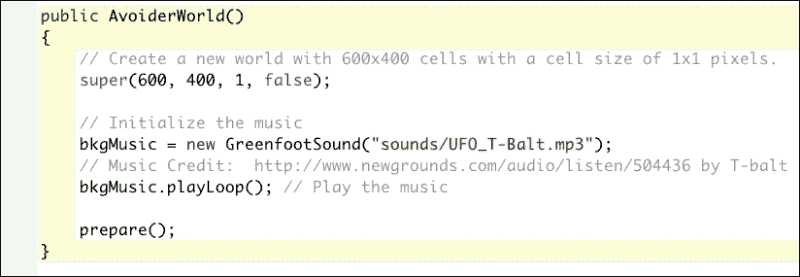 public AvoiderWorld()
{
    // Create a new world with 600x400 cells with a cell size of 1x1 pixels.
    super(600, 400, 1, false);

    // Initialize the music
    bkgMusic = new GreenfootSound("sounds/UFO_T-Balt.mp3");
    // Music Credit:  http://www.newgrounds.com/audio/listen/504436 by T-balt
    bkgMusic.playLoop(); // Play the music

    prepare();
}